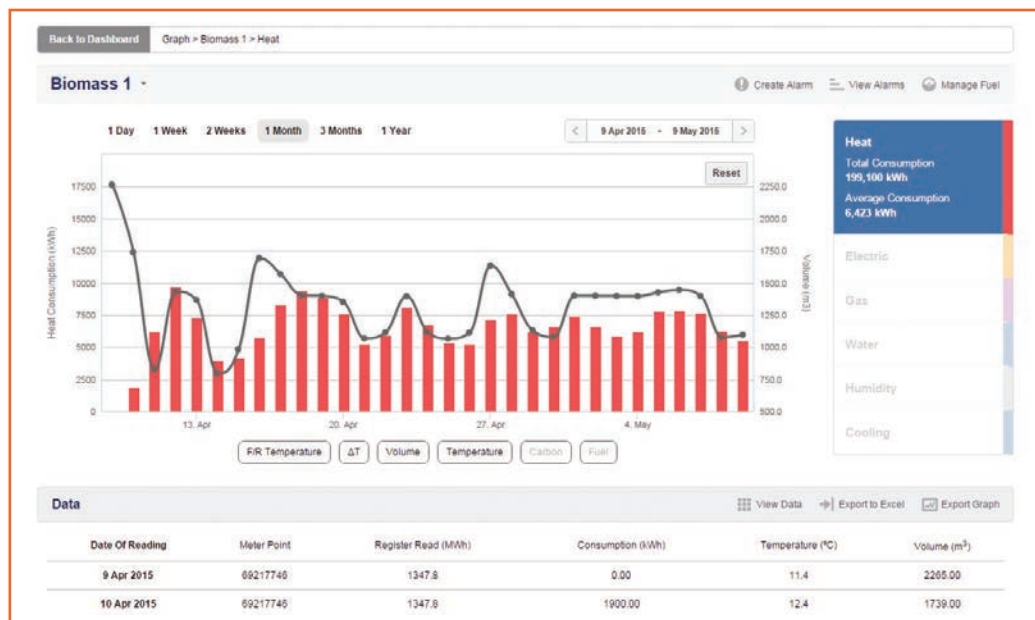 Back to Dashboard Graph > Biomass 1 > Heat
Biomass 1
Create Alarm View Alarms Manage Fuel
1 Day 1 Week 2 Weeks 1 Month 3 Months 1 Year
< 9 Apr 2015 - 9 May 2015 >
Reset
Heat Consumption (kWh)
17500
15000
12500
10000
7500
5000
2500
0
2250.0
2000.0
1750.0
1500.0
1250.0
1000.0
750.0
500.0
Volume (m3)
13. Apr 20. Apr 27. Apr 4. May
F/R Temperature ΔT Volume Temperature Carbon Fuel
Heat
Total Consumption
199,100 kWh
Average Consumption
6,423 kWh
Electric
Gas
Water
Humidity
Cooling
Data
View Data Export to Excel Export Graph
Date Of Reading Meter Point Register Read (MWh) Consumption (kWh) Temperature (ºC) Volume (m³)
9 Apr 2015 69217746 1347.8 0.00 11.4 2265.00
10 Apr 2015 69217746 1347.8 1900.00 12.4 1739.00